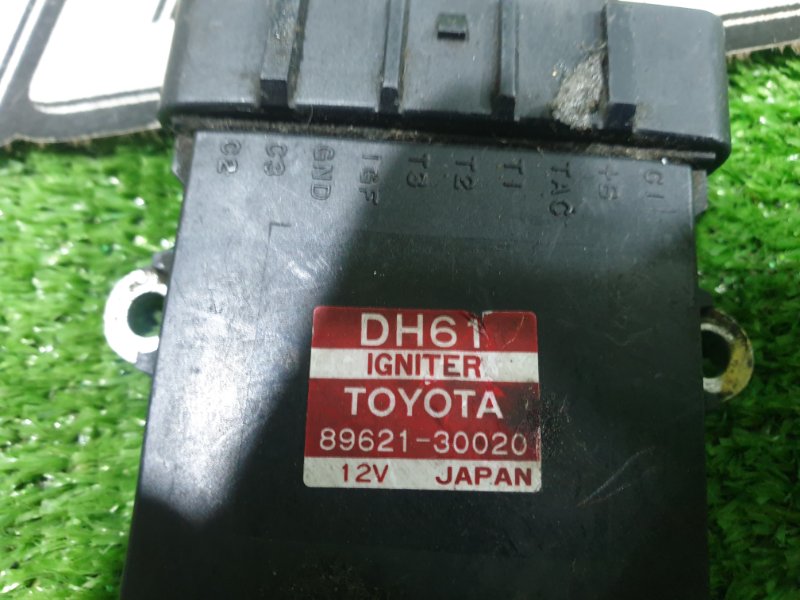 C2 C3 GND IGF T3 T2 T1 TAC +B C1
DH61
IGNITER
TOYOTA
89621-30020
12V JAPAN